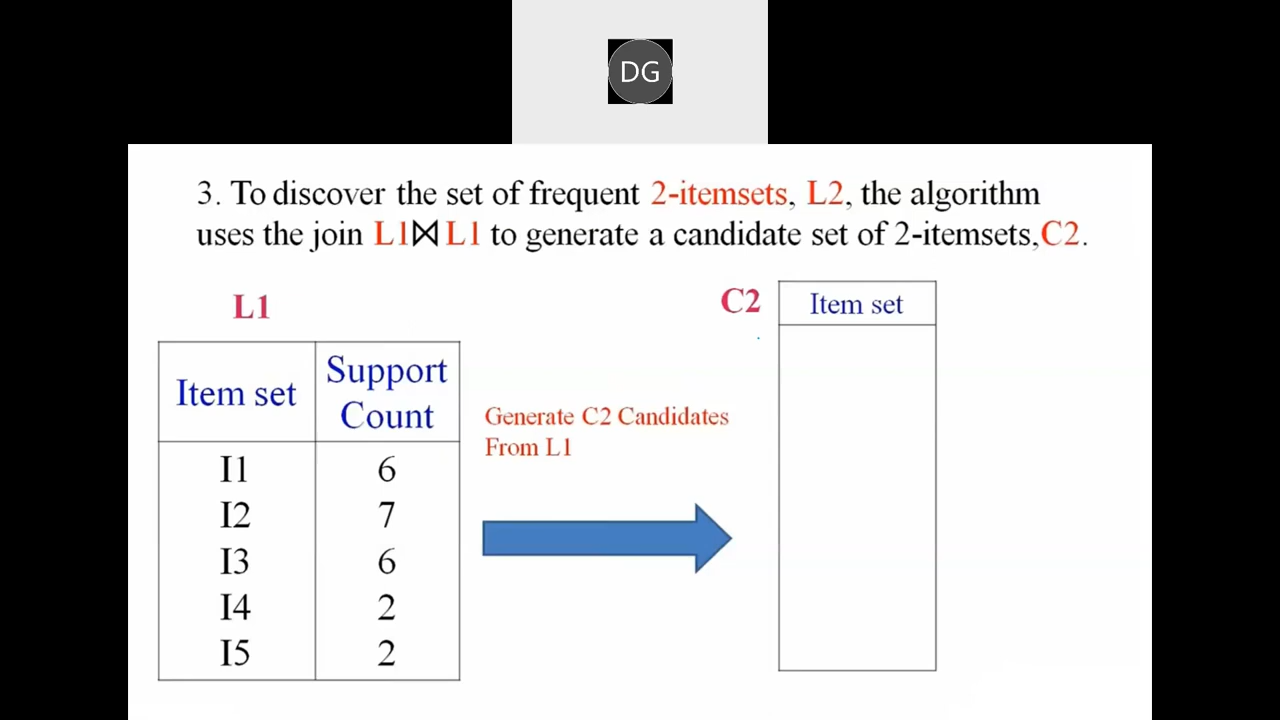 DG
3. To discover the set of frequent 2-itemsets, L2, the algorithm
uses the join L1⋈L1 to generate a candidate set of 2-itemsets,C2.
L1
C2
Item set
Item set
Support
Count
Generate C2 Candidates
From L1
I1 6
I2 7
I3 6
I4 2
I5 2